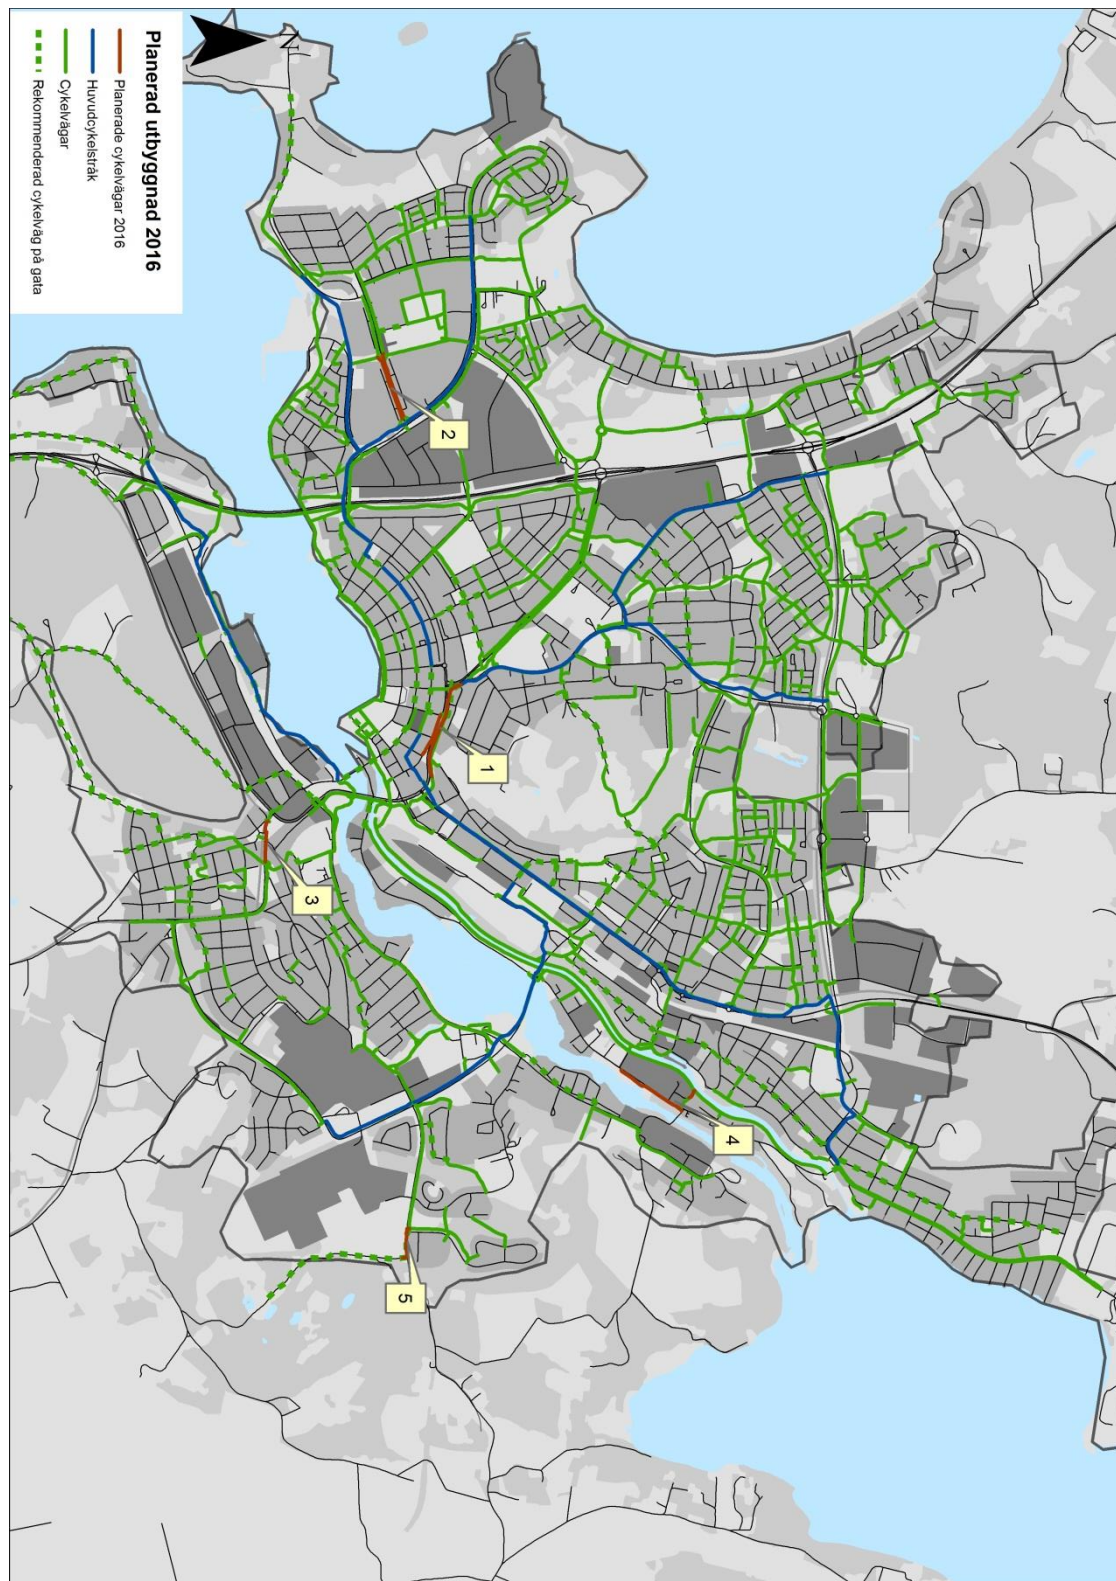 Planerad utbyggnad 2016
Planerade cykelvägar 2016
Huvudcykelstråk
Cykelvägar
Rekommenderad cykelväg på gata
N
2
1
3
4
5